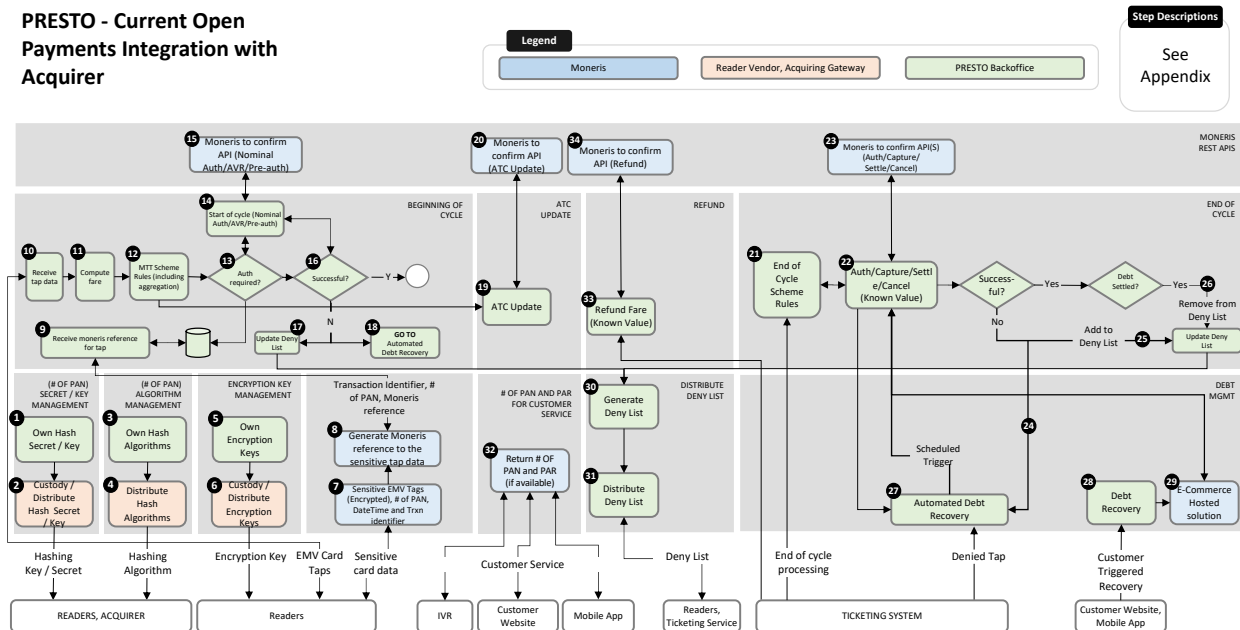 PRESTO - Current Open
Payments Integration with
Acquirer
Legend
Moneris
Reader Vendor, Acquiring Gateway
PRESTO Backoffice
Step Descriptions
See
Appendix
MONERIS
REST APIS
15
Moneris to confirm
API (Nominal
Auth/AVR/Pre-auth)
20
Moneris to
confirm API
(ATC Update)
34
Moneris to confirm
API (Refund)
23
Moneris to confirm API(S)
(Auth/Capture/
Settle/Cancel)
BEGINNING OF
CYCLE
14
Start of cycle (Nominal
Auth/AVR/Pre-auth)
10
Receive
tap data
11
Compute
fare
12
MTT Scheme
Rules (including
aggregation)
13
Auth
required?
16
Successful?
Y
N
9
Receive moneris reference
for tap
17
Update Deny
List
18
GO TO
Automated
Debt Recovery
ATC
UPDATE
19
ATC Update
REFUND
33
Refund Fare
(Known Value)
END OF
CYCLE
21
End of
Cycle
Scheme
Rules
22
Auth/Capture/Settl
e/Cancel
(Known Value)
Success-
ful?
Yes
No
Debt
Settled?
Yes
26
Remove from
Deny List
Add to
Deny List
25
Update Deny
List
(# OF PAN)
SECRET / KEY
MANAGEMENT
1
Own Hash
Secret / Key
2
Custody /
Distribute
Hash Secret
/ Key
(# OF PAN)
ALGORITHM
MANAGEMENT
3
Own Hash
Algorithms
4
Distribute
Hash
Algorithms
ENCRYPTION KEY
MANAGEMENT
5
Own
Encryption
Keys
6
Custody /
Distribute
Encryption
Keys
Transaction Identifier, #
of PAN, Moneris
reference
8
Generate Moneris
reference to the
sensitive tap data
7
Sensitive EMV Tags
(Encrypted), # of PAN,
DateTime and Trxn
identifier
# OF PAN AND PAR
FOR CUSTOMER
SERVICE
32
Return # OF
PAN and PAR
(if available)
DISTRIBUTE
DENY LIST
30
Generate
Deny List
31
Distribute
Deny List
DEBT
MGMT
24
Scheduled
Trigger
27
Automated Debt
Recovery
28
Debt
Recovery
29
E-Commerce
Hosted
solution
Hashing
Key / Secret
Hashing
Algorithm
Encryption Key
EMV Card
Taps
Sensitive
card data
Customer Service
Deny List
End of cycle
processing
Denied Tap
Customer
Triggered
Recovery
READERS, ACQUIRER
Readers
IVR
Customer
Website
Mobile App
Readers,
Ticketing Service
TICKETING SYSTEM
Customer Website,
Mobile App